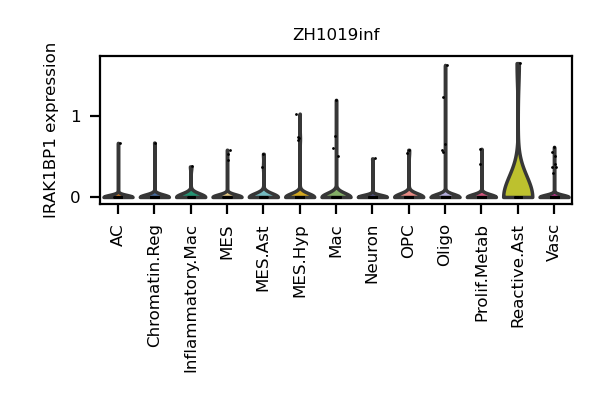 ZH1019inf
IRAK1BP1 expression
1
0
AC
Chromatin.Reg
Inflammatory.Mac
MES
MES.Ast
MES.Hyp
Mac
Neuron
OPC
Oligo
Prolif.Metab
Reactive.Ast
Vasc